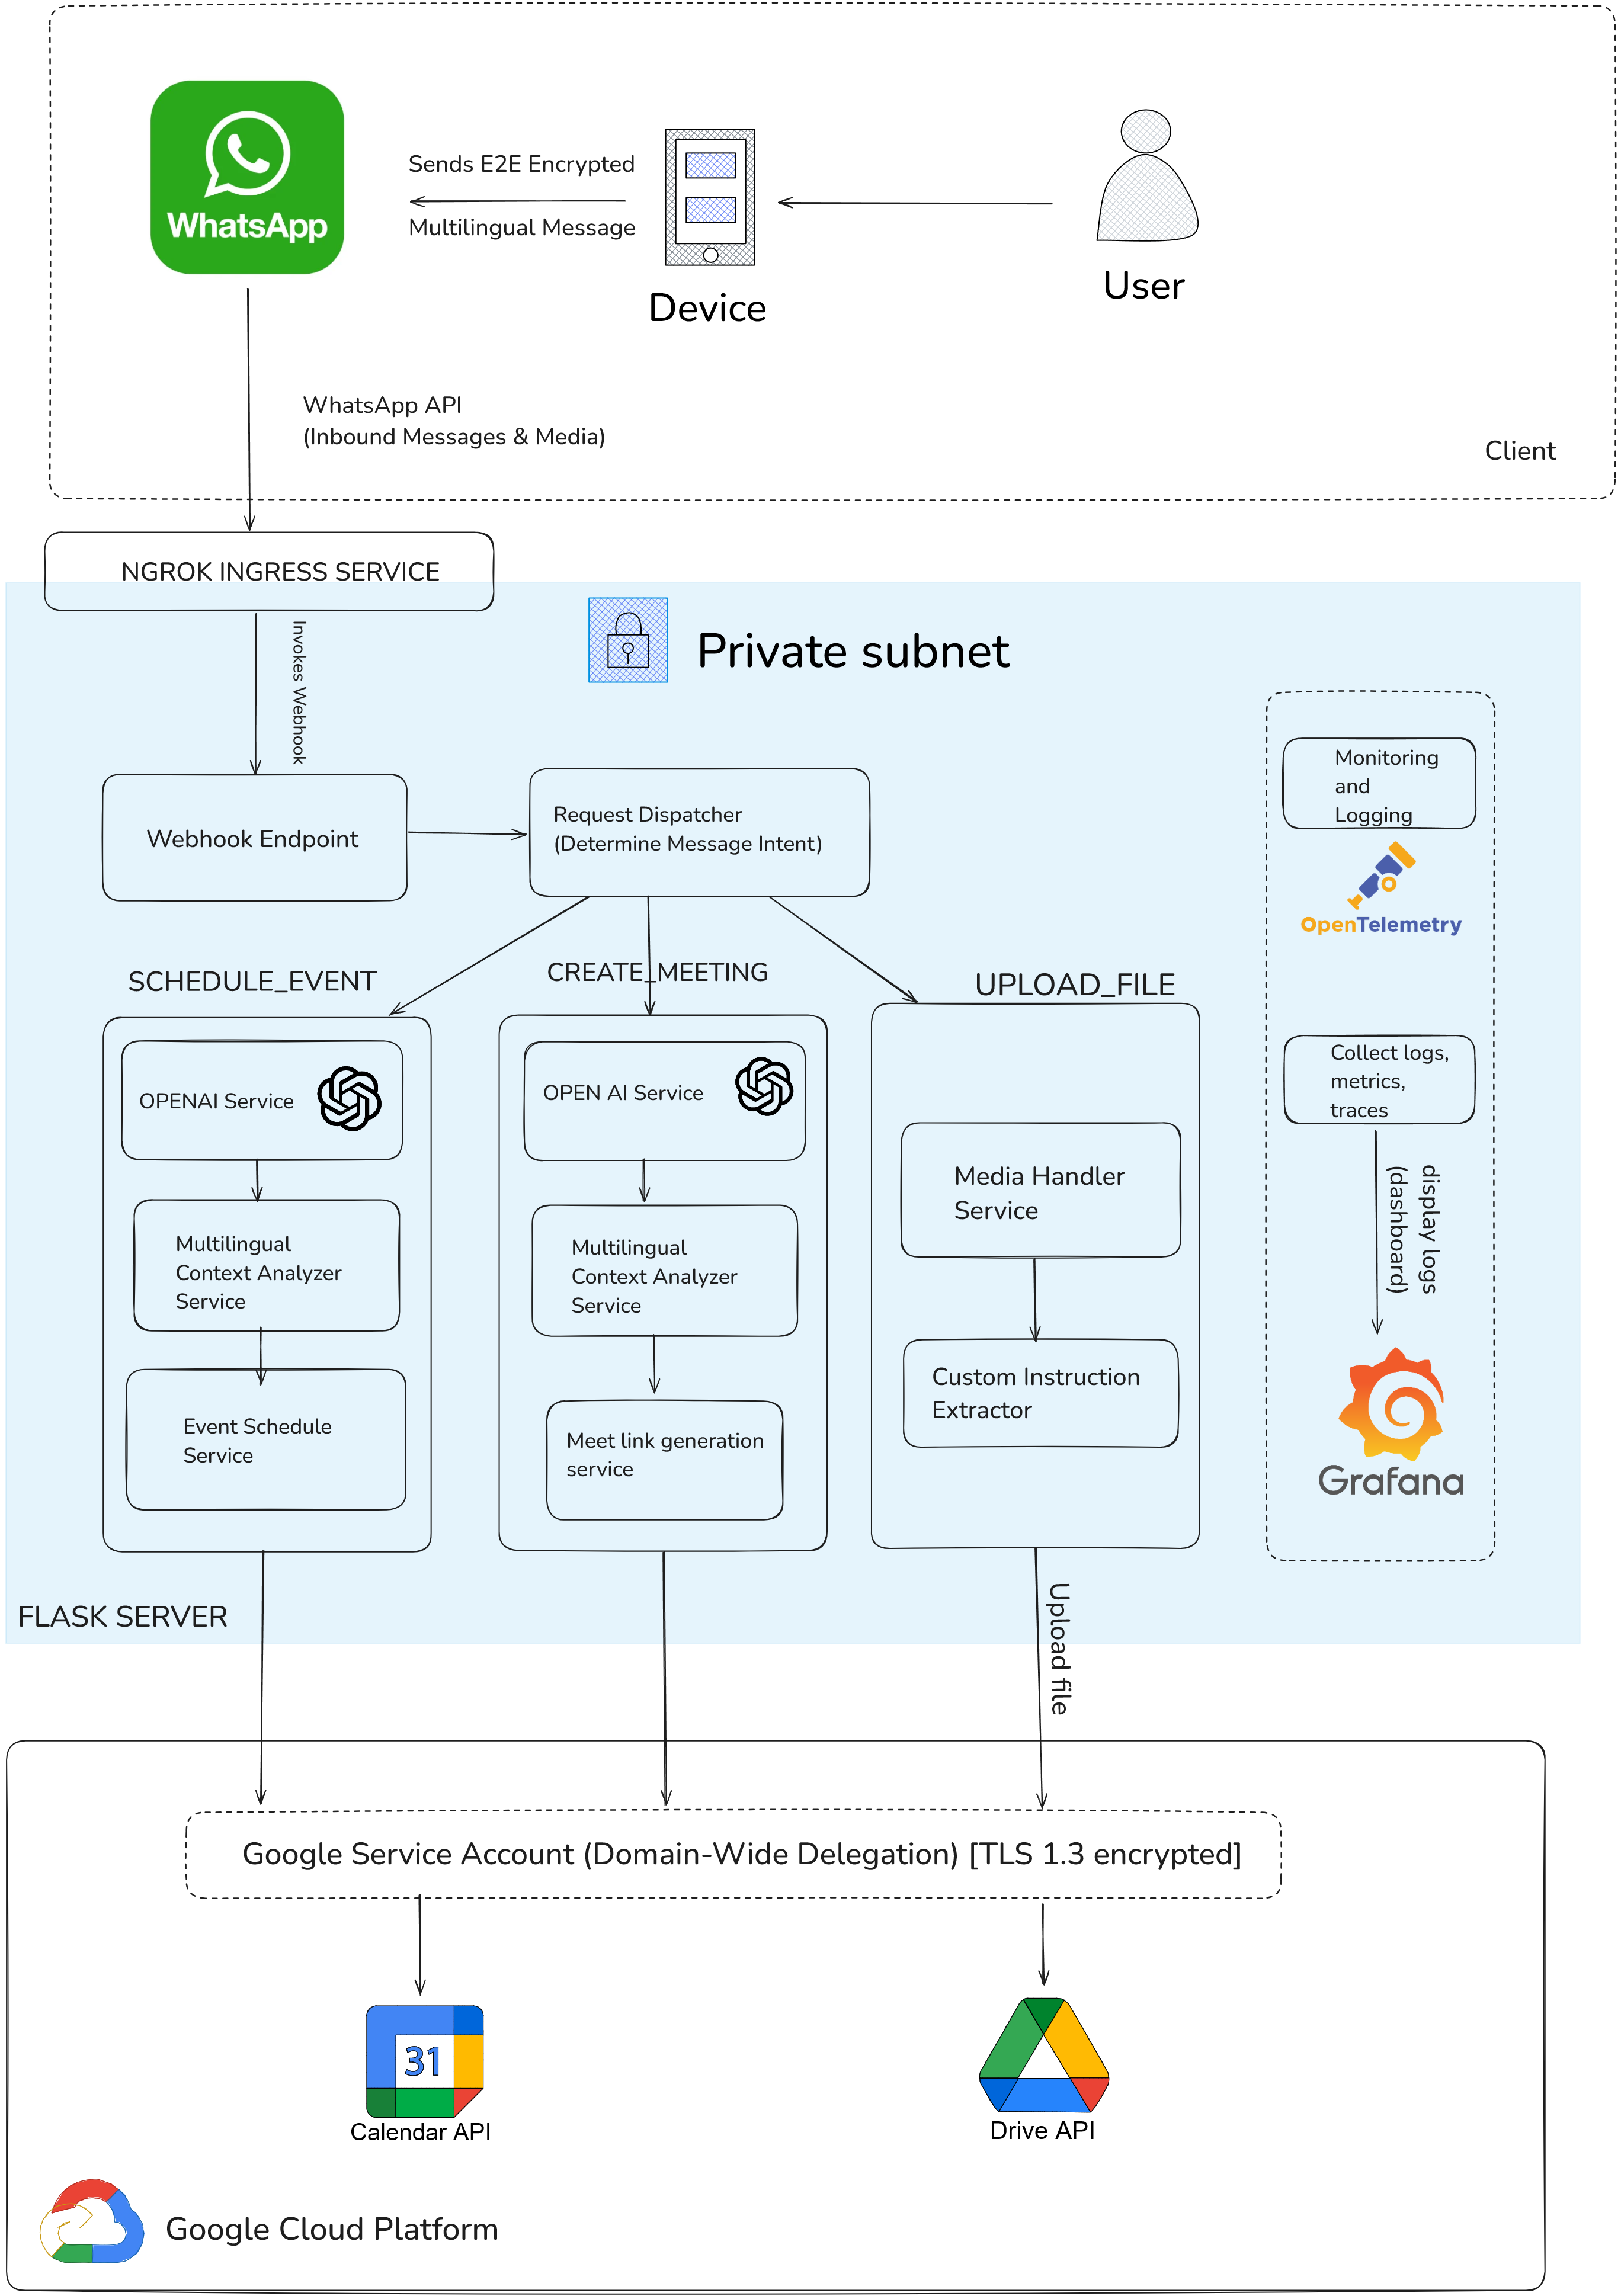 WhatsApp
Sends E2E Encrypted
Multilingual Message
Device
User
WhatsApp API
(Inbound Messages & Media)
Client
NGROK INGRESS SERVICE
Invokes Webhook
Private subnet
Webhook Endpoint
Request Dispatcher
(Determine Message Intent)
Monitoring
and
Logging
OpenTelemetry
SCHEDULE_EVENT
CREATE_MEETING
UPLOAD_FILE
OPENAI Service
Multilingual
Context Analyzer
Service
Event Schedule
Service
OPEN AI Service
Multilingual
Context Analyzer
Service
Meet link generation
service
Media Handler
Service
Custom Instruction
Extractor
Collect logs,
metrics,
traces
display logs
(dashboard)
Grafana
FLASK SERVER
Upload file
Google Service Account (Domain-Wide Delegation) [TLS 1.3 encrypted]
31
Calendar API
Drive API
Google Cloud Platform